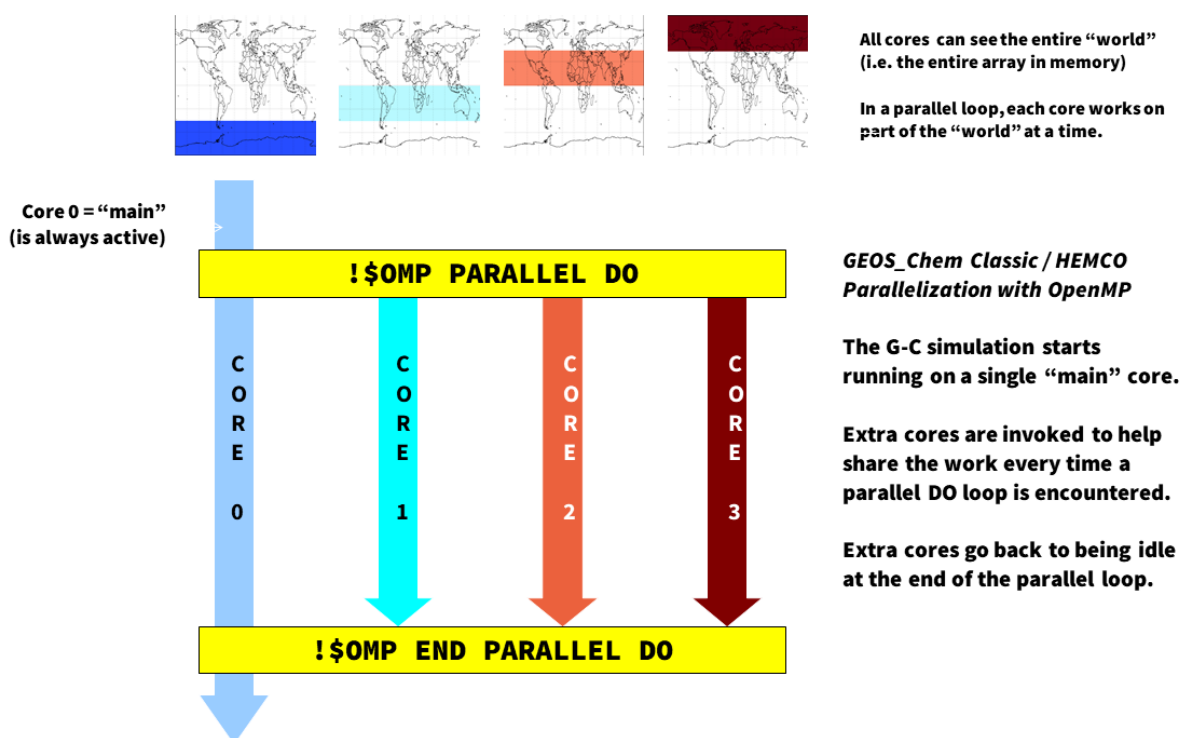 All cores can see the entire “world”
(i.e. the entire array in memory)
In a parallel loop, each core works on
part of the “world” at a time.
Core 0 = “main”
(is always active)
!$OMP PARALLEL DO
GEOS_Chem Classic / HEMCO
Parallelization with OpenMP
The G-C simulation starts
running on a single “main” core.
Extra cores are invoked to help
share the work every time a
parallel DO loop is encountered.
Extra cores go back to being idle
at the end of the parallel loop.
CORE 0
CORE 1
CORE 2
CORE 3
!$OMP END PARALLEL DO